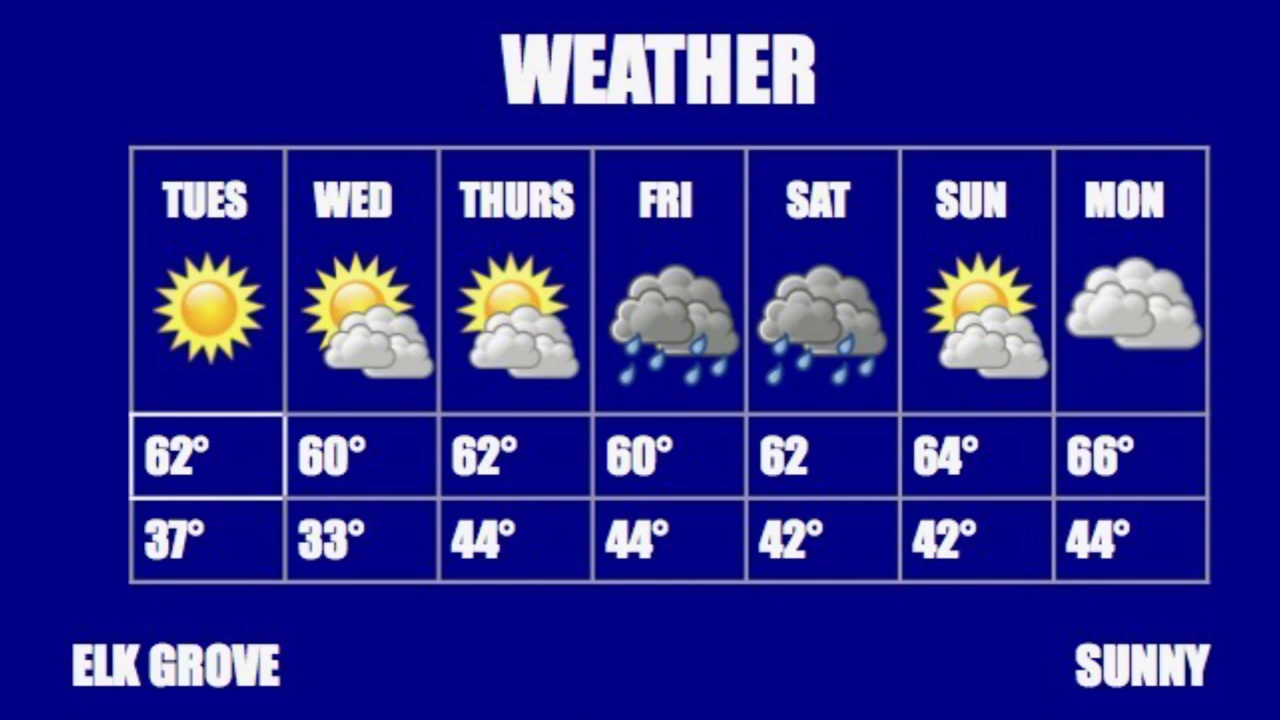 WEATHER
TUES WED THURS FRI SAT SUN MON
62° 60° 62° 60° 62 64° 66°
37° 33° 44° 44° 42° 42° 44°
ELK GROVE SUNNY